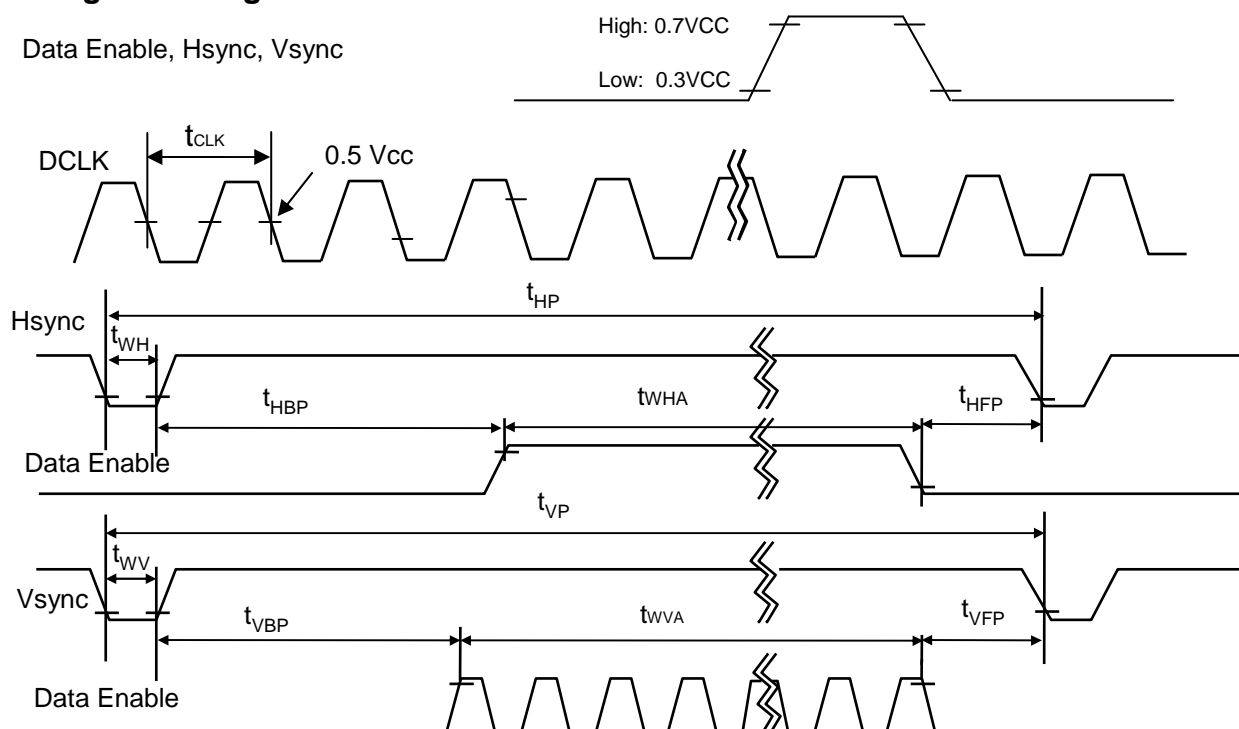 Data Enable, Hsync, Vsync
High: 0.7VCC
Low: 0.3VCC
DCLK
tCLK
0.5 Vcc
tHP
Hsync
tWH
tHBP
tWHA
tHFP
Data Enable
tVP
tWV
Vsync
tVBP
tWVA
tVFP
Data Enable